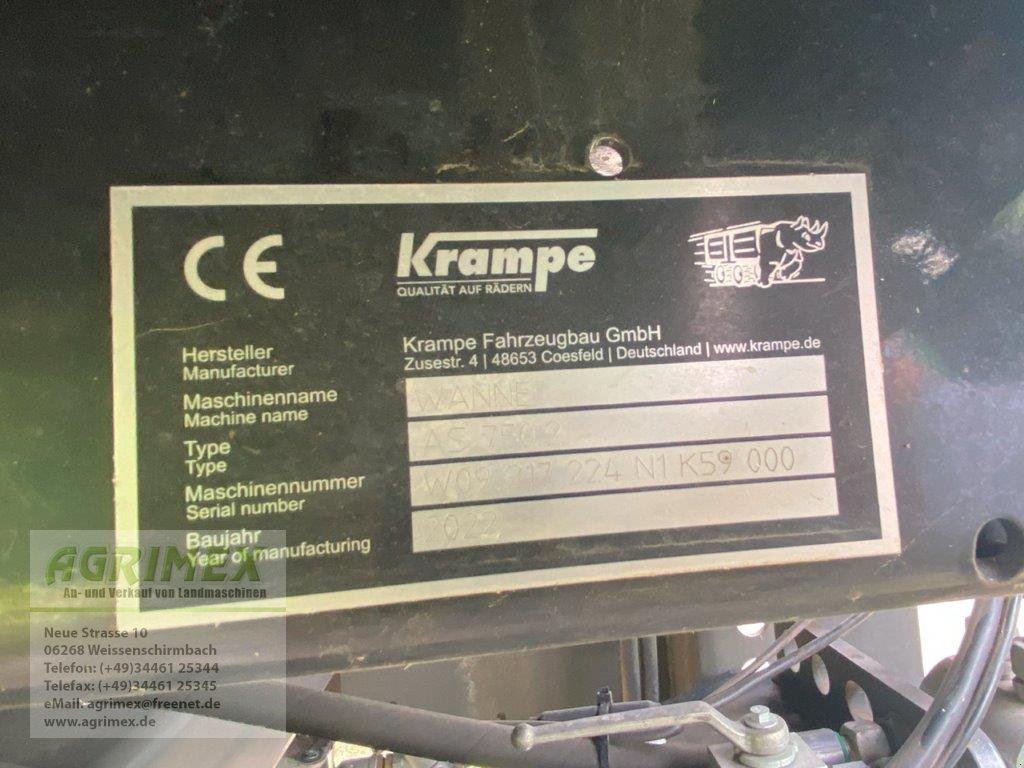 CE
Krampe
QUALITÄT AUF RÄDERN
Hersteller
Manufacturer
Krampe Fahrzeugbau GmbH
Zusestr. 4 | 48653 Coesfeld | Deutschland | www.krampe.de
Maschinenname
Machine name
WANNE
Type
Type
AS 750.2
Maschinennummer
Serial number
W09 217 224 N1 K59 000
Baujahr
Year of manufacturing
2022
AGRIMEX
An- und Verkauf von Landmaschinen
Neue Strasse 10
06268 Weissenschirmbach
Telefon: (+49)34461 25344
Telefax: (+49)34461 25345
eMail: agrimex@freenet.de
www.agrimex.de